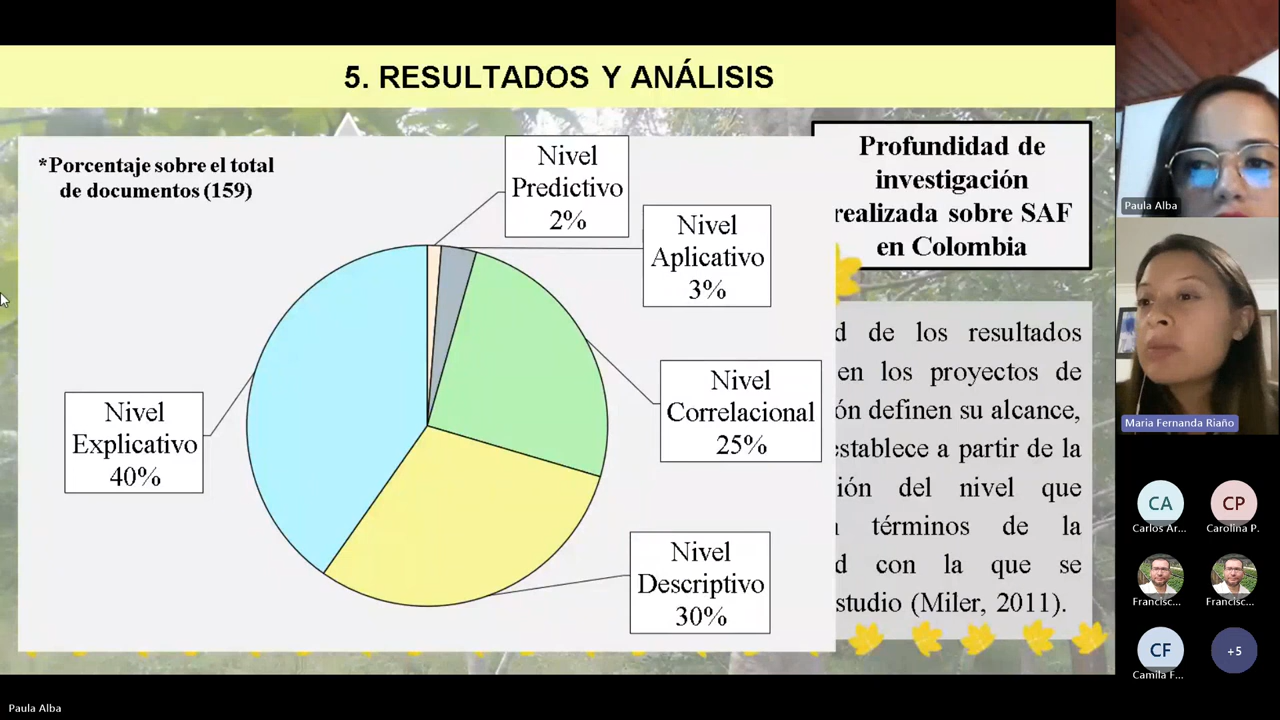 5. RESULTADOS Y ANÁLISIS
*Porcentaje sobre el total
de documentos (159)
Nivel
Predictivo
2%
Nivel
Aplicativo
3%
Nivel
Correlacional
25%
Nivel
Descriptivo
30%
Nivel
Explicativo
40%
Profundidad de
investigación
realizada sobre SAF
en Colombia
d de los resultados
en los proyectos de
ón definen su alcance,
establece a partir de la
ión del nivel que
términos de la
d con la que se
studio (Miler, 2011).
Paula Alba
Maria Fernanda Riaño
CA
Carlos Ar...
CP
Carolina P.
Francisc...
Francisc...
CF
Camila F...
+5
Paula Alba